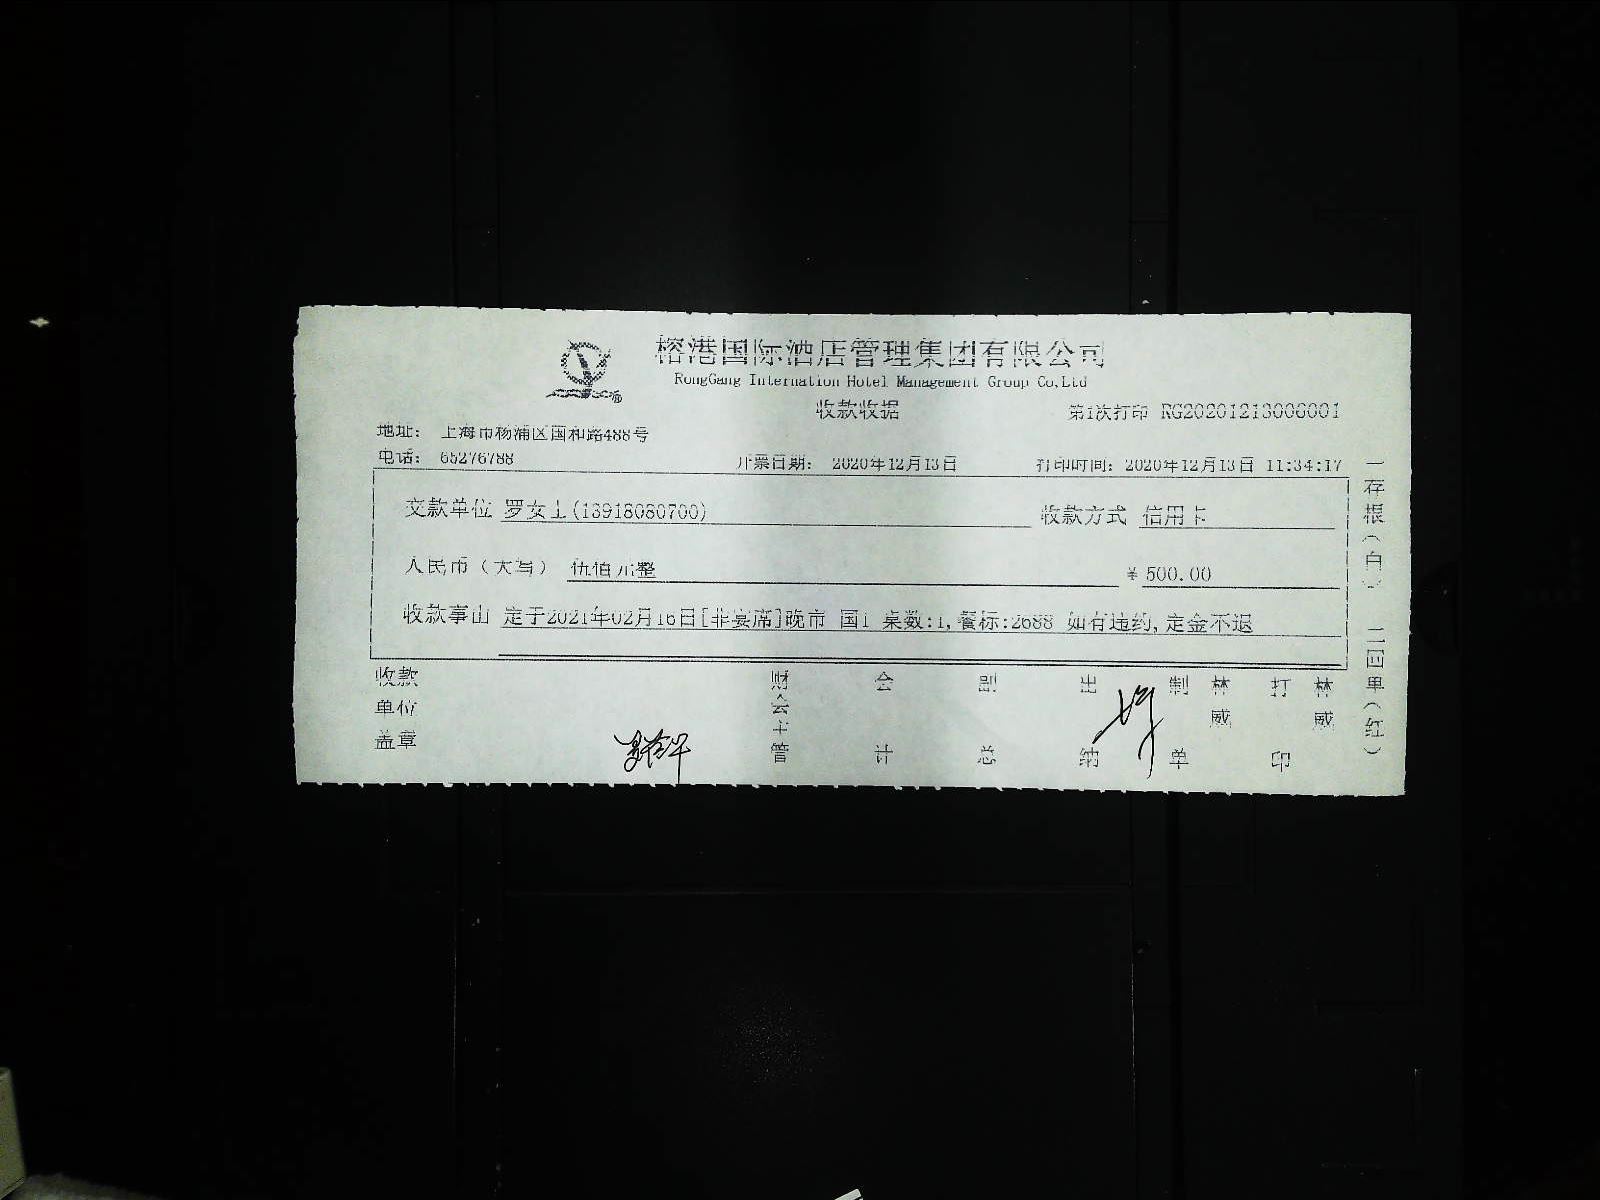 榕港国际酒店管理集团有限公司
RongGang Internation Hotel Management Group Co,Ltd
收款收据
第1次打印 RG20201213006001
地址: 上海市杨浦区国和路488号
电话: 65276788
开票日期: 2020年12月13日
打印时间: 2020年12月13日 11:34:17
交款单位 罗女士(13918080700)
收款方式 信用卡
人民币(大写) 伍佰元整
¥ 500.00
收款事由 定于2021年02月16日[非宴席]晚市 国1 桌数:1,餐标:2688 如有违约,定金不退
一存根(白) 二回单(红)
收款单位盖章
财会主管
会计
副总
出纳
制单 林威
打印 林威